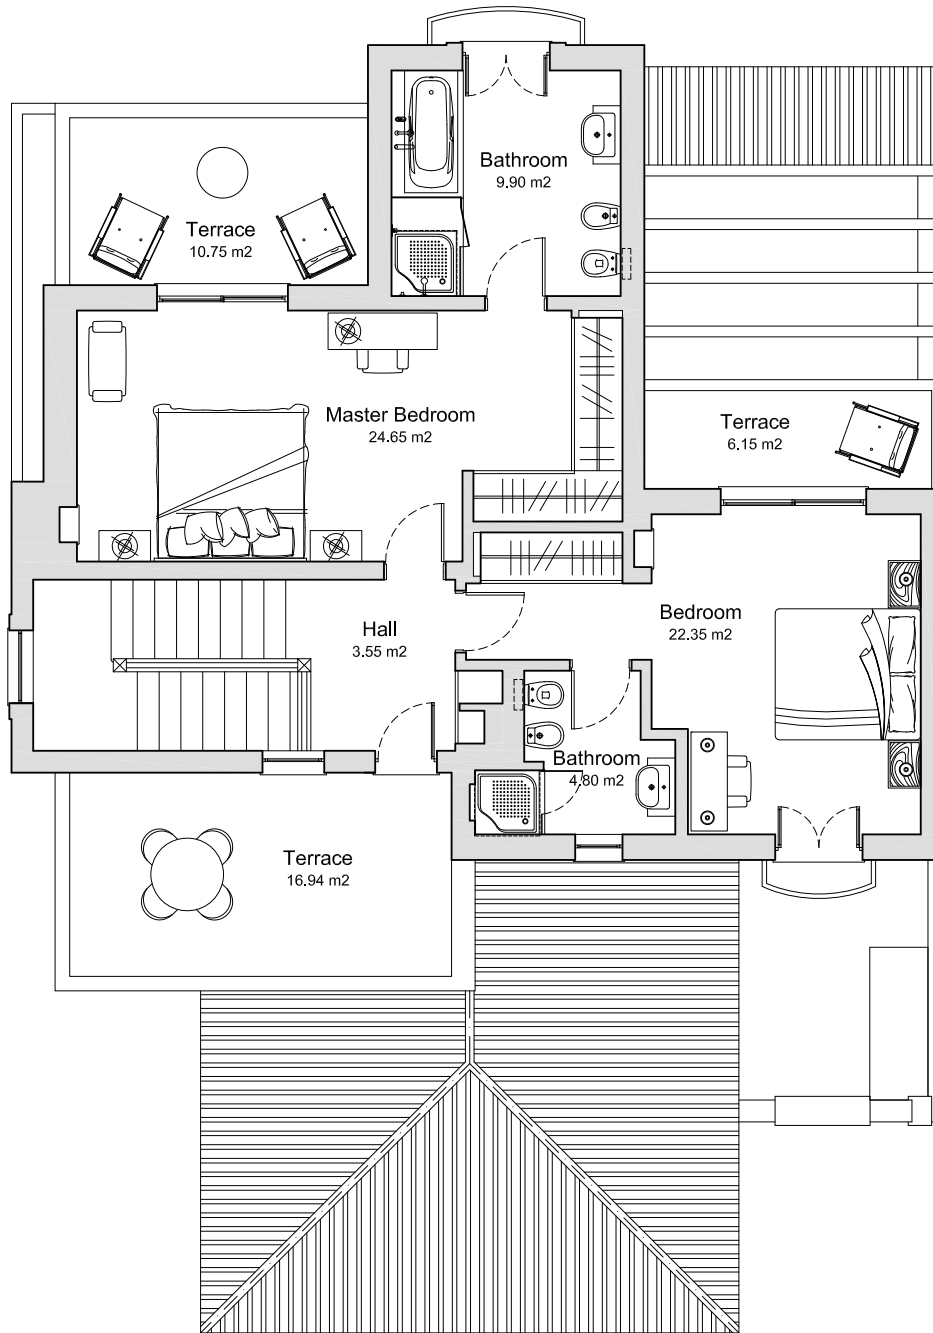 Bathroom
9.90 m2
Terrace
10.75 m2
Master Bedroom
24.65 m2
Terrace
6.15 m2
Bedroom
22.35 m2
Hall
3.55 m2
Bathroom
4.80 m2
Terrace
16.94 m2